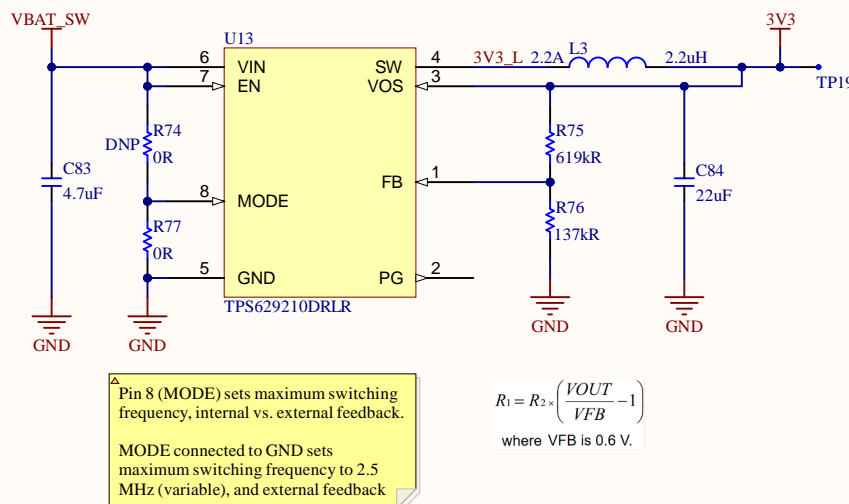 VBAT_SW
U13
3V3
6 VIN
7 EN
SW 4
VOS 3
3V3_L 2.2A
L3
2.2uH
TP19
R74
DNP
0R
R75
619kR
C83
4.7uF
8 MODE
FB 1
R76
137kR
C84
22uF
R77
0R
5 GND
PG 2
TPS629210DRLR
GND
GND
GND
GND
Pin 8 (MODE) sets maximum switching
frequency, internal vs. external feedback.
MODE connected to GND sets
maximum switching frequency to 2.5
MHz (variable), and external feedback
R1 = R2 × (VOUT/VFB − 1)
where VFB is 0.6 V.